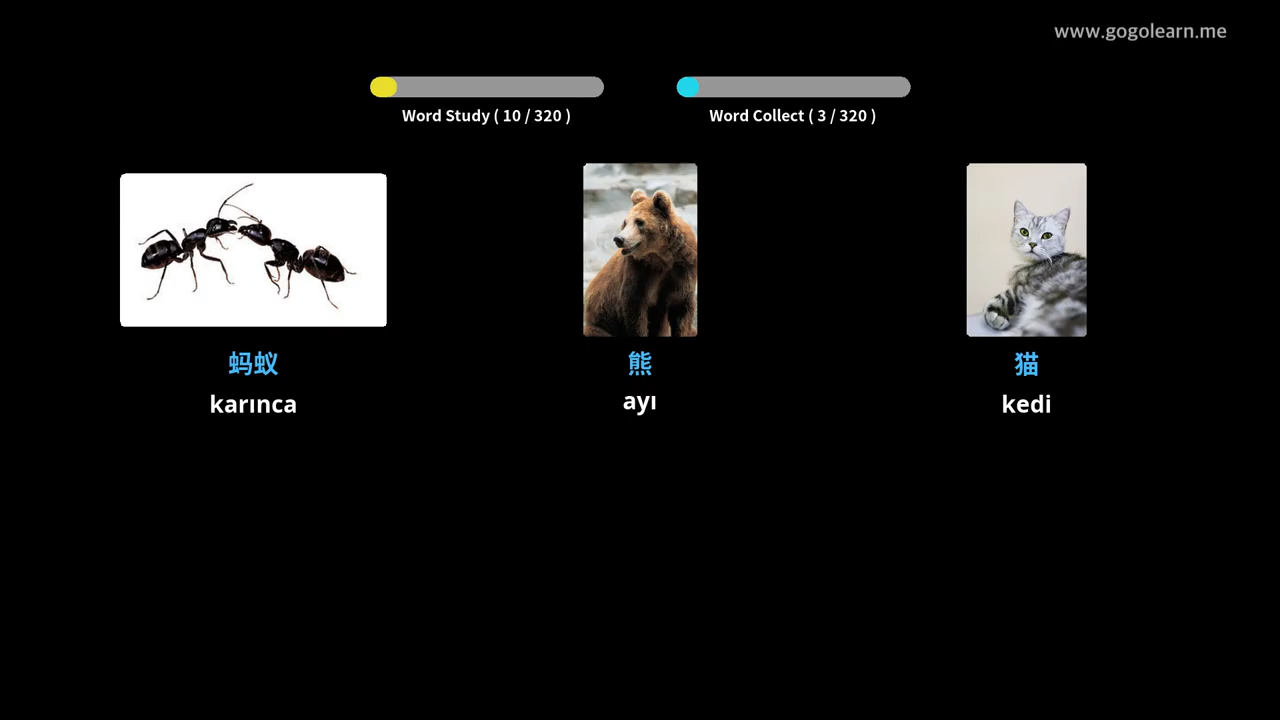 www.gogolearn.me
Word Study ( 10 / 320 )
Word Collect ( 3 / 320 )
蚂蚁
熊
猫
karınca
ayı
kedi